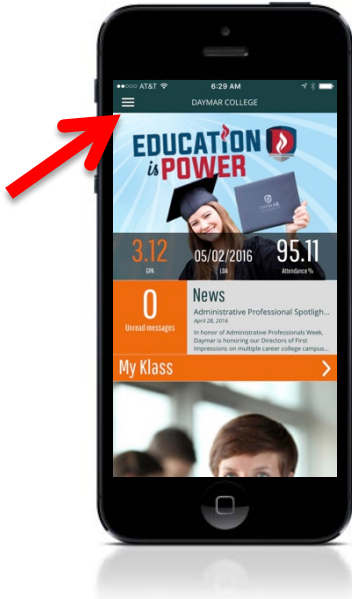 AT&T 6:29 AM
DAYMAR COLLEGE
EDUCATION
is POWER
3.12 05/02/2016 95.11
GPA LDA Attendance %
0
Unread messages
News
Administrative Professional Spotligh...
April 28, 2016
In honor of Administrative Professionals Week,
Daymar is honoring our Directors of First
Impressions on multiple career college campus...
My Klass